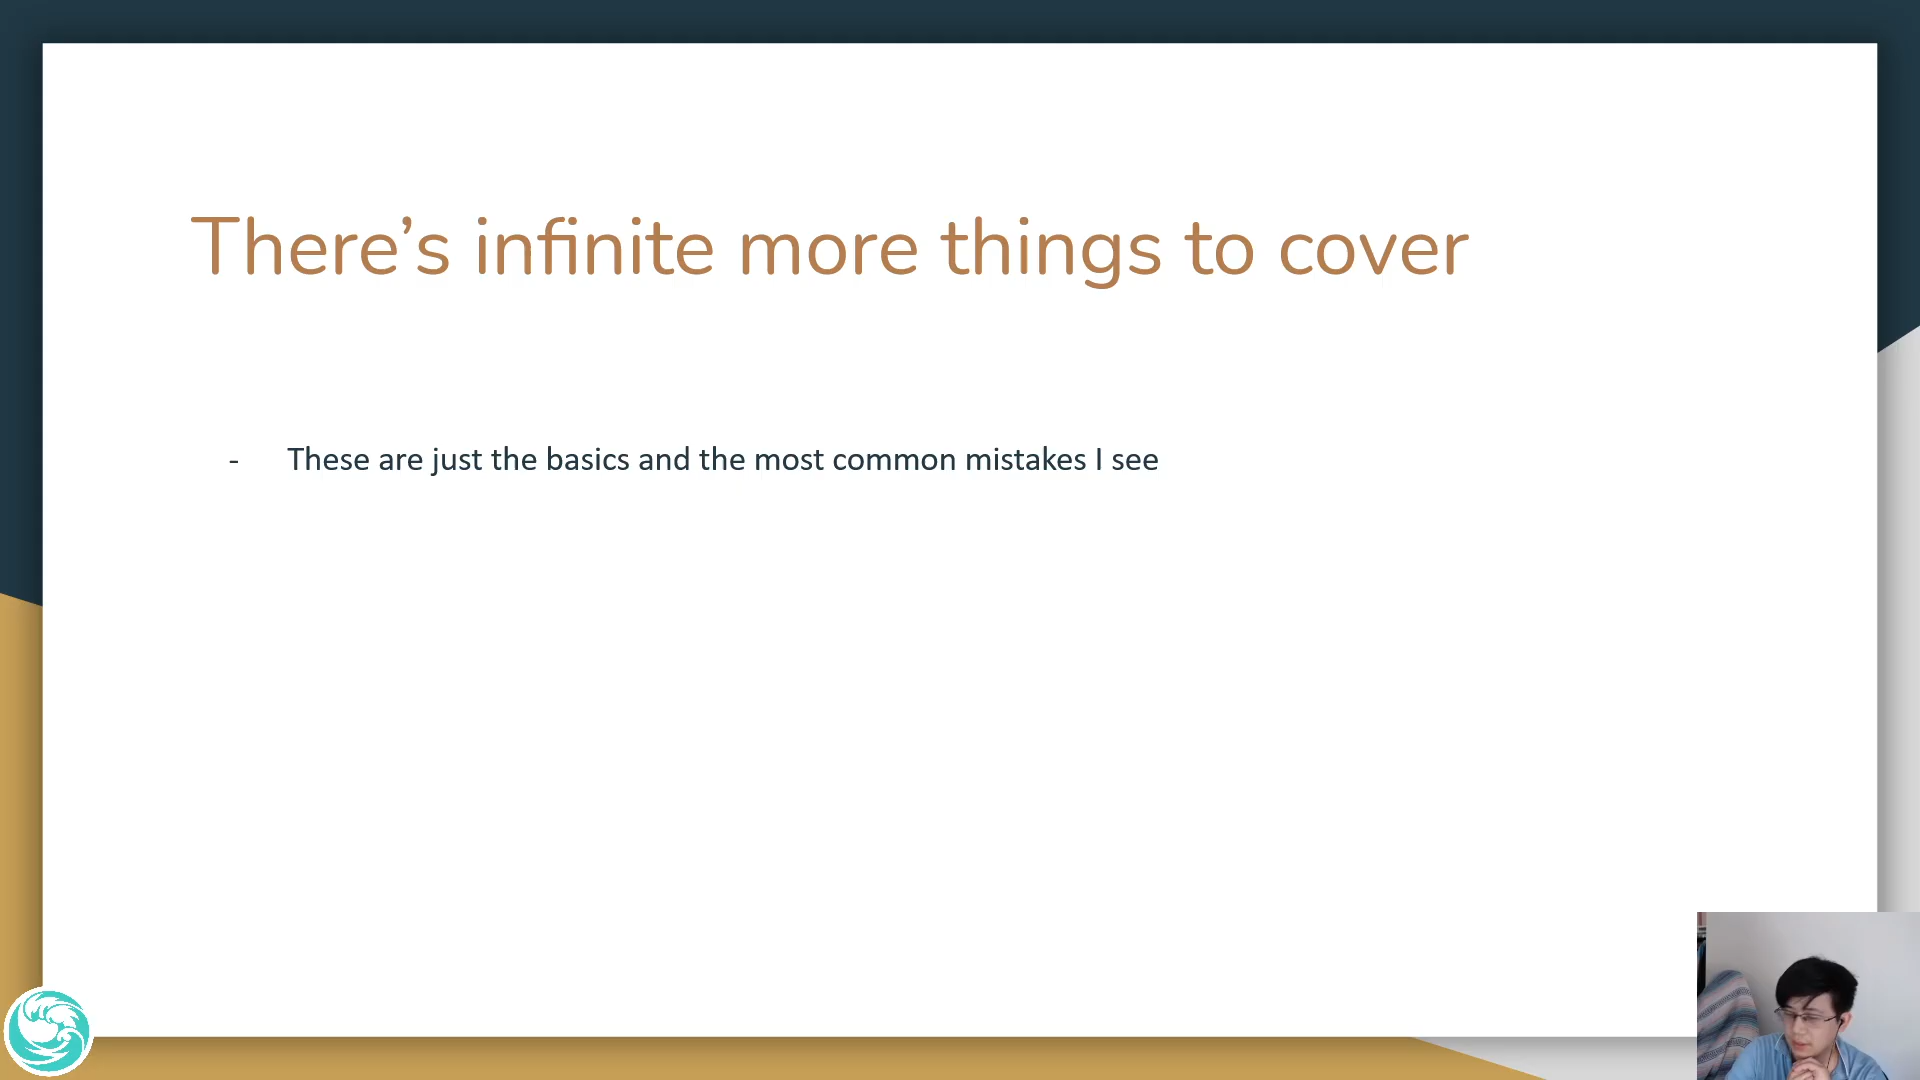 There’s infinite more things to cover
- These are just the basics and the most common mistakes I see